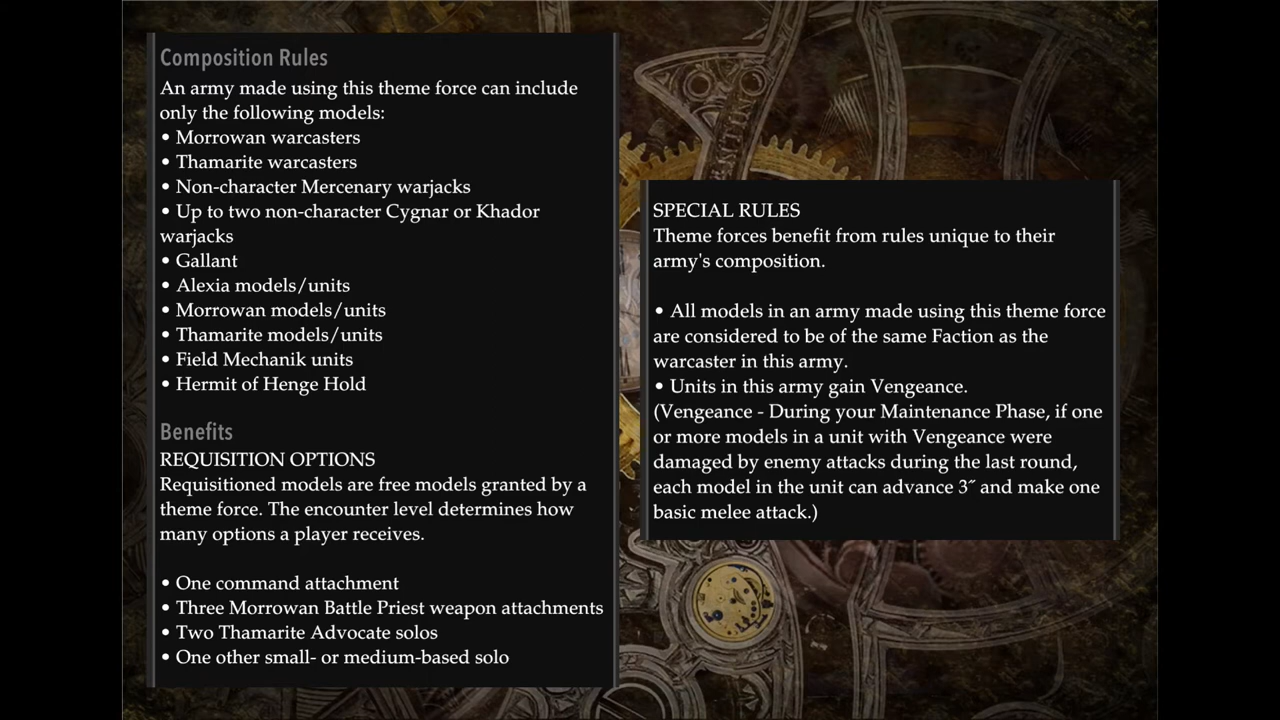 Composition Rules
An army made using this theme force can include
only the following models:
• Morrowan warcasters
• Thamarite warcasters
• Non-character Mercenary warjacks
• Up to two non-character Cygnar or Khador
warjacks
• Gallant
• Alexia models/units
• Morrowan models/units
• Thamarite models/units
• Field Mechanik units
• Hermit of Henge Hold
Benefits
REQUISITION OPTIONS
Requisitioned models are free models granted by a
theme force. The encounter level determines how
many options a player receives.
• One command attachment
• Three Morrowan Battle Priest weapon attachments
• Two Thamarite Advocate solos
• One other small- or medium-based solo
SPECIAL RULES
Theme forces benefit from rules unique to their
army's composition.
• All models in an army made using this theme force
are considered to be of the same Faction as the
warcaster in this army.
• Units in this army gain Vengeance.
(Vengeance - During your Maintenance Phase, if one
or more models in a unit with Vengeance were
damaged by enemy attacks during the last round,
each model in the unit can advance 3˝ and make one
basic melee attack.)